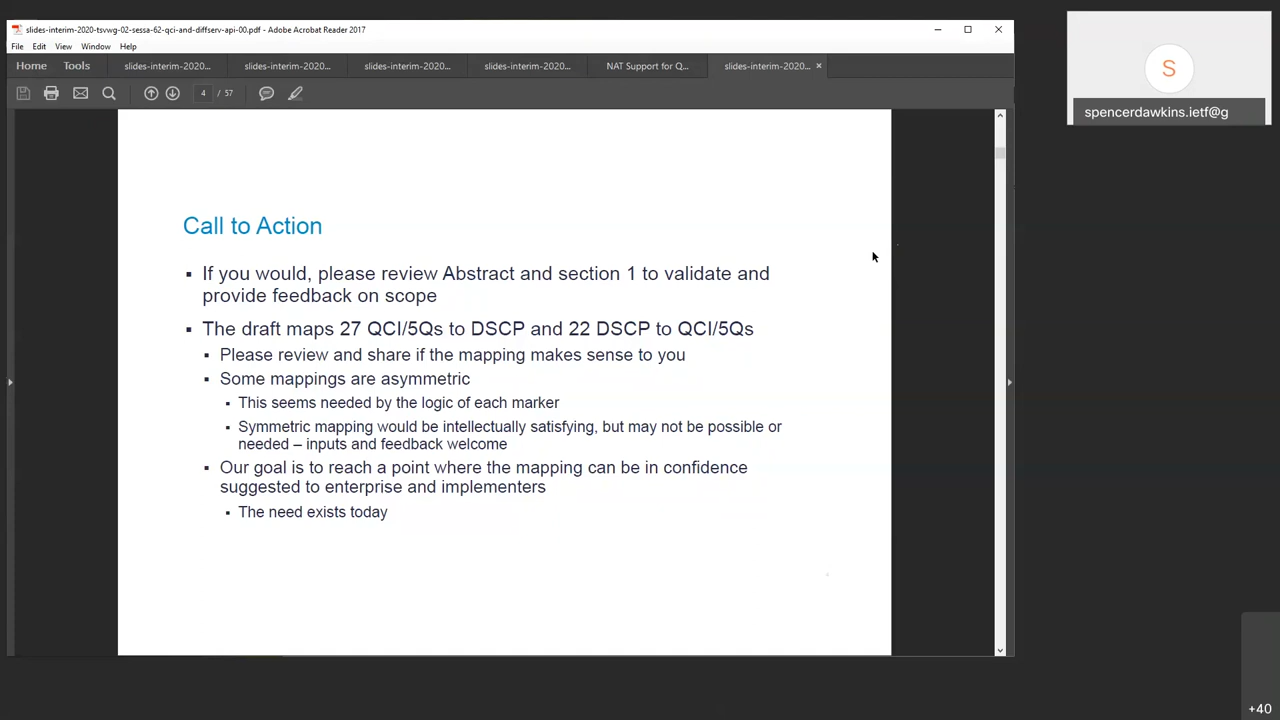 slides-interim-2020-tsvwg-02-sessa-62-qci-and-diffserv-api-00.pdf - Adobe Acrobat Reader 2017
File Edit View Window Help
Home Tools slides-interim-2020... slides-interim-2020... slides-interim-2020... slides-interim-2020... NAT Support for Q... slides-interim-2020... ×
4 / 57
S
spencerdawkins.ietf@g
Call to Action
▪ If you would, please review Abstract and section 1 to validate and
provide feedback on scope
▪ The draft maps 27 QCI/5Qs to DSCP and 22 DSCP to QCI/5Qs
▪ Please review and share if the mapping makes sense to you
▪ Some mappings are asymmetric
▪ This seems needed by the logic of each marker
▪ Symmetric mapping would be intellectually satisfying, but may not be possible or
needed – inputs and feedback welcome
▪ Our goal is to reach a point where the mapping can be in confidence
suggested to enterprise and implementers
▪ The need exists today
+40